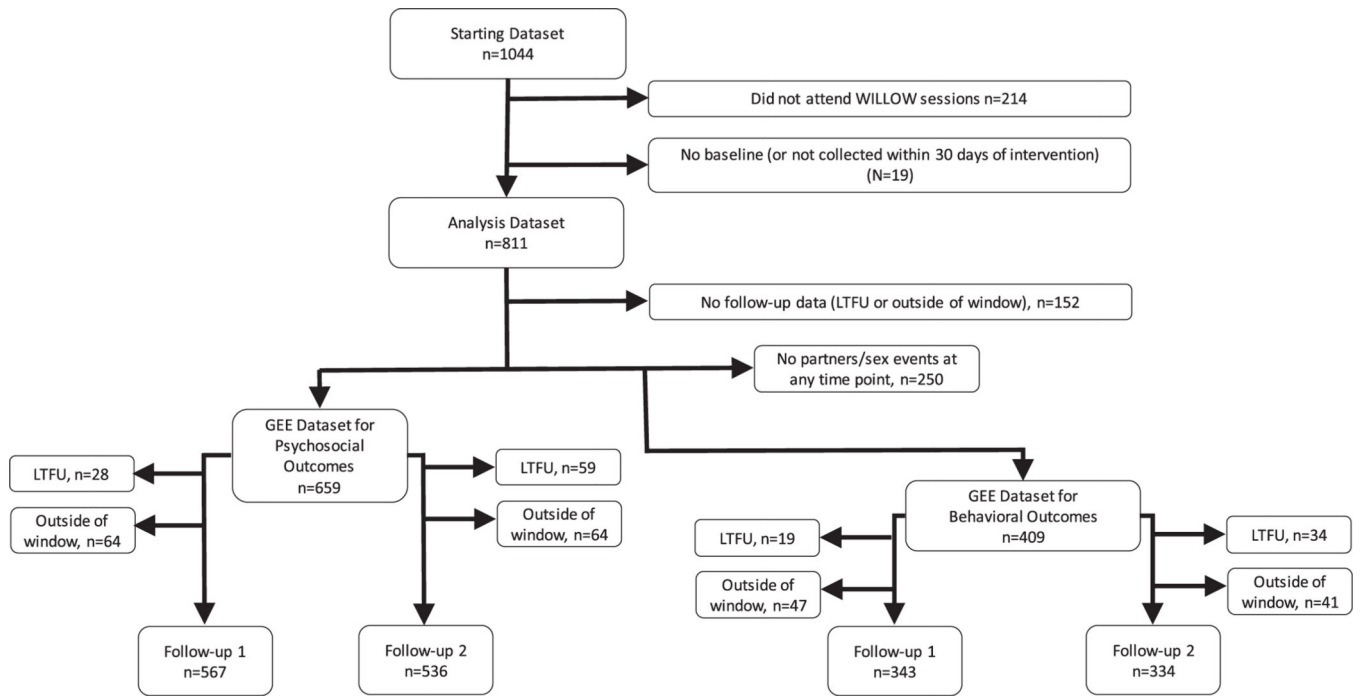 Starting Dataset
n=1044
Did not attend WILLOW sessions n=214
No baseline (or not collected within 30 days of intervention)
(N=19)
Analysis Dataset
n=811
No follow-up data (LTFU or outside of window), n=152
No partners/sex events at
any time point, n=250
GEE Dataset for
Psychosocial
Outcomes
n=659
LTFU, n=28
Outside of
window, n=64
LTFU, n=59
Outside of
window, n=64
Follow-up 1
n=567
Follow-up 2
n=536
GEE Dataset for
Behavioral Outcomes
n=409
LTFU, n=19
Outside of
window, n=47
LTFU, n=34
Outside of
window, n=41
Follow-up 1
n=343
Follow-up 2
n=334